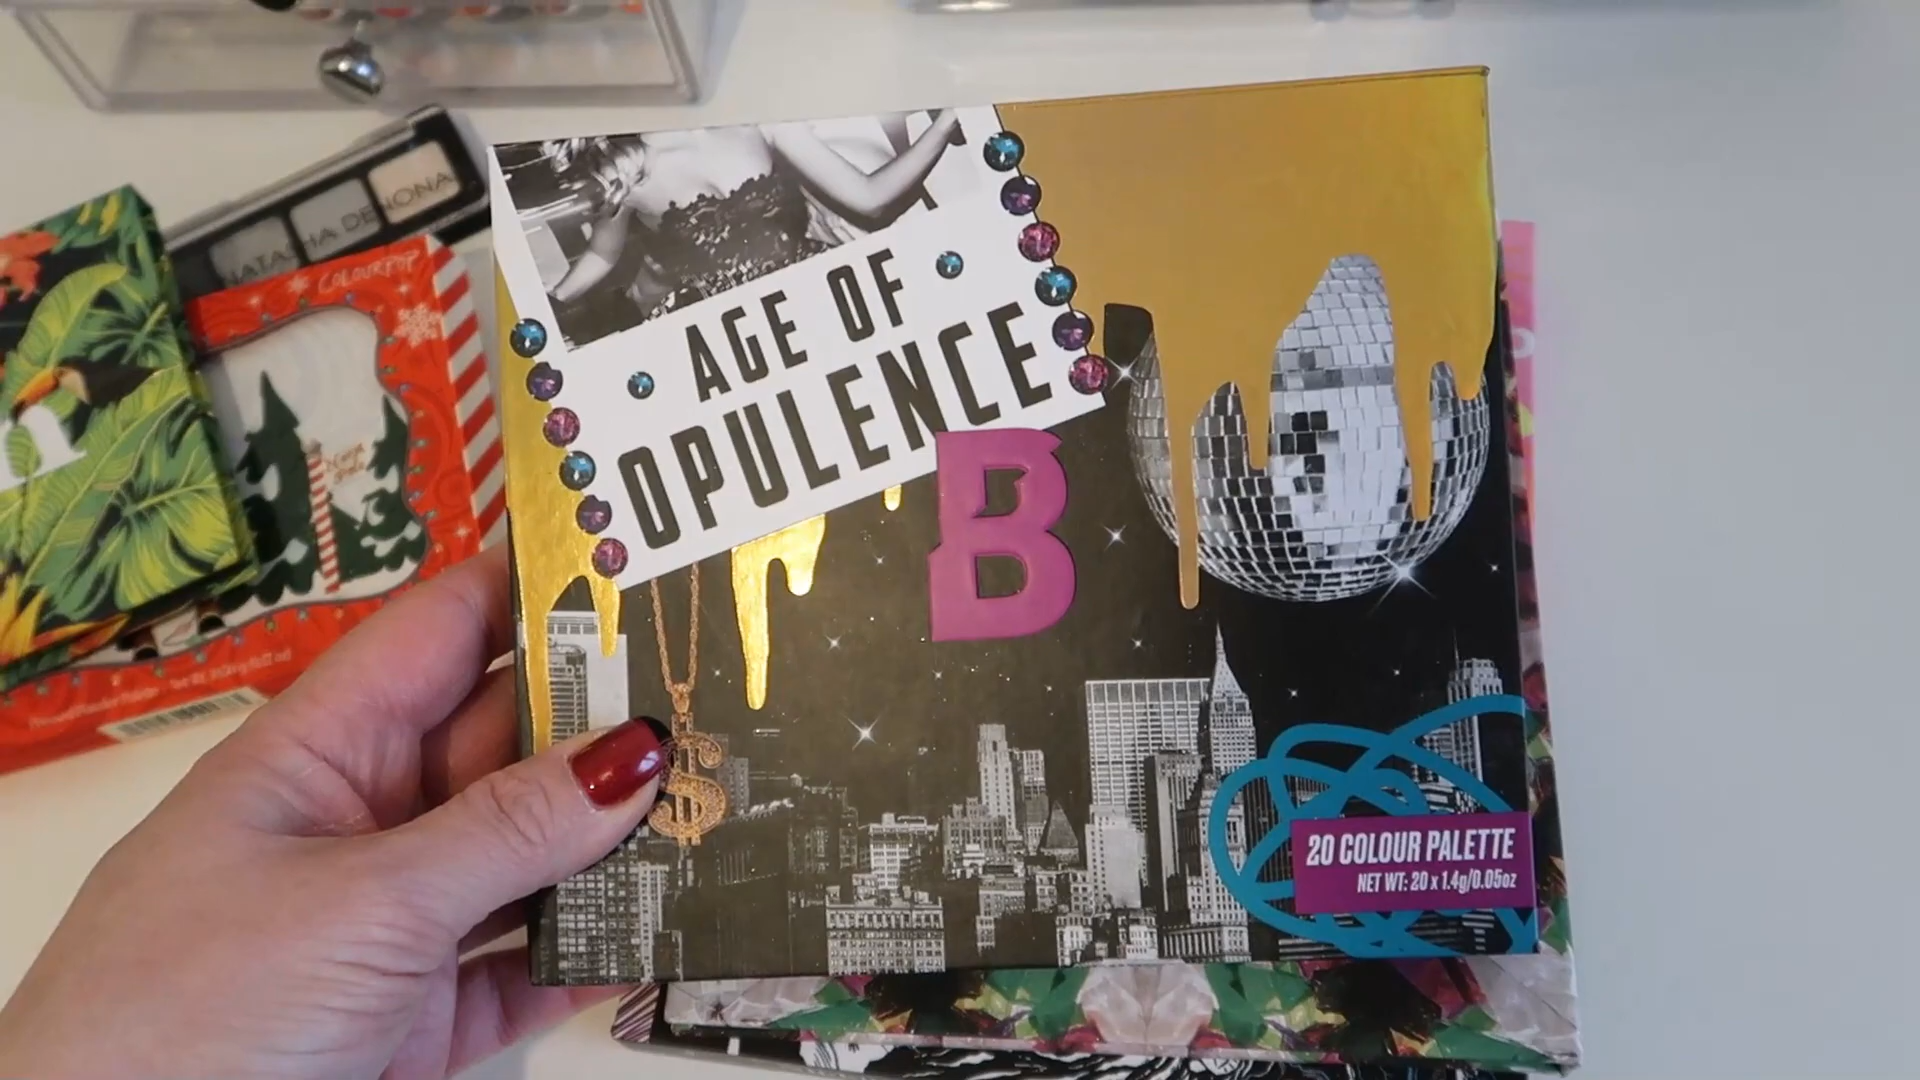 AGE OF
OPULENCE
B
20 COLOUR PALETTE
NET WT: 20 x 1.4g/0.05oz
NATASHA DENONA
COLOURPOP